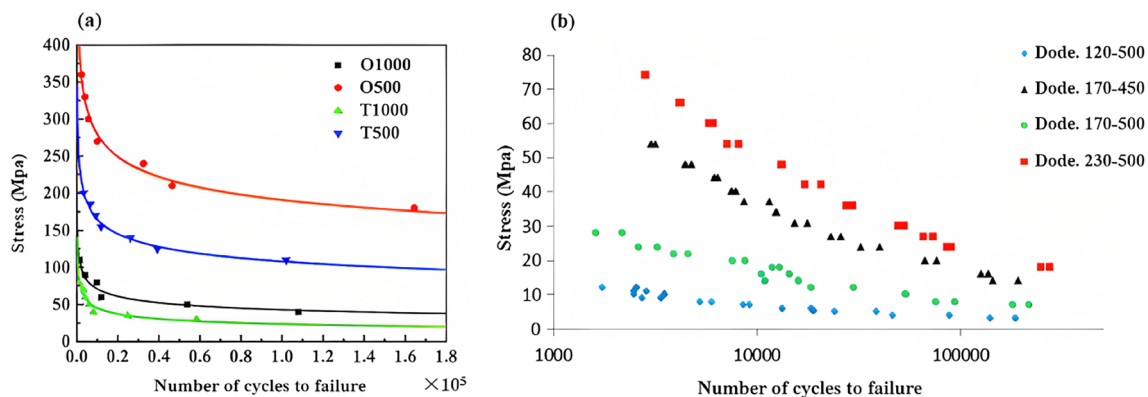 (a)
400
350
300
250
200
150
100
50
0
Stress (Mpa)
O1000
O500
T1000
T500
0.0 0.2 0.4 0.6 0.8 1.0 1.2 1.4 1.6 1.8
Number of cycles to failure ×10⁵
(b)
80
70
60
50
40
30
20
10
0
Stress (Mpa)
Dode. 120-500
Dode. 170-450
Dode. 170-500
Dode. 230-500
1000 10000 100000
Number of cycles to failure